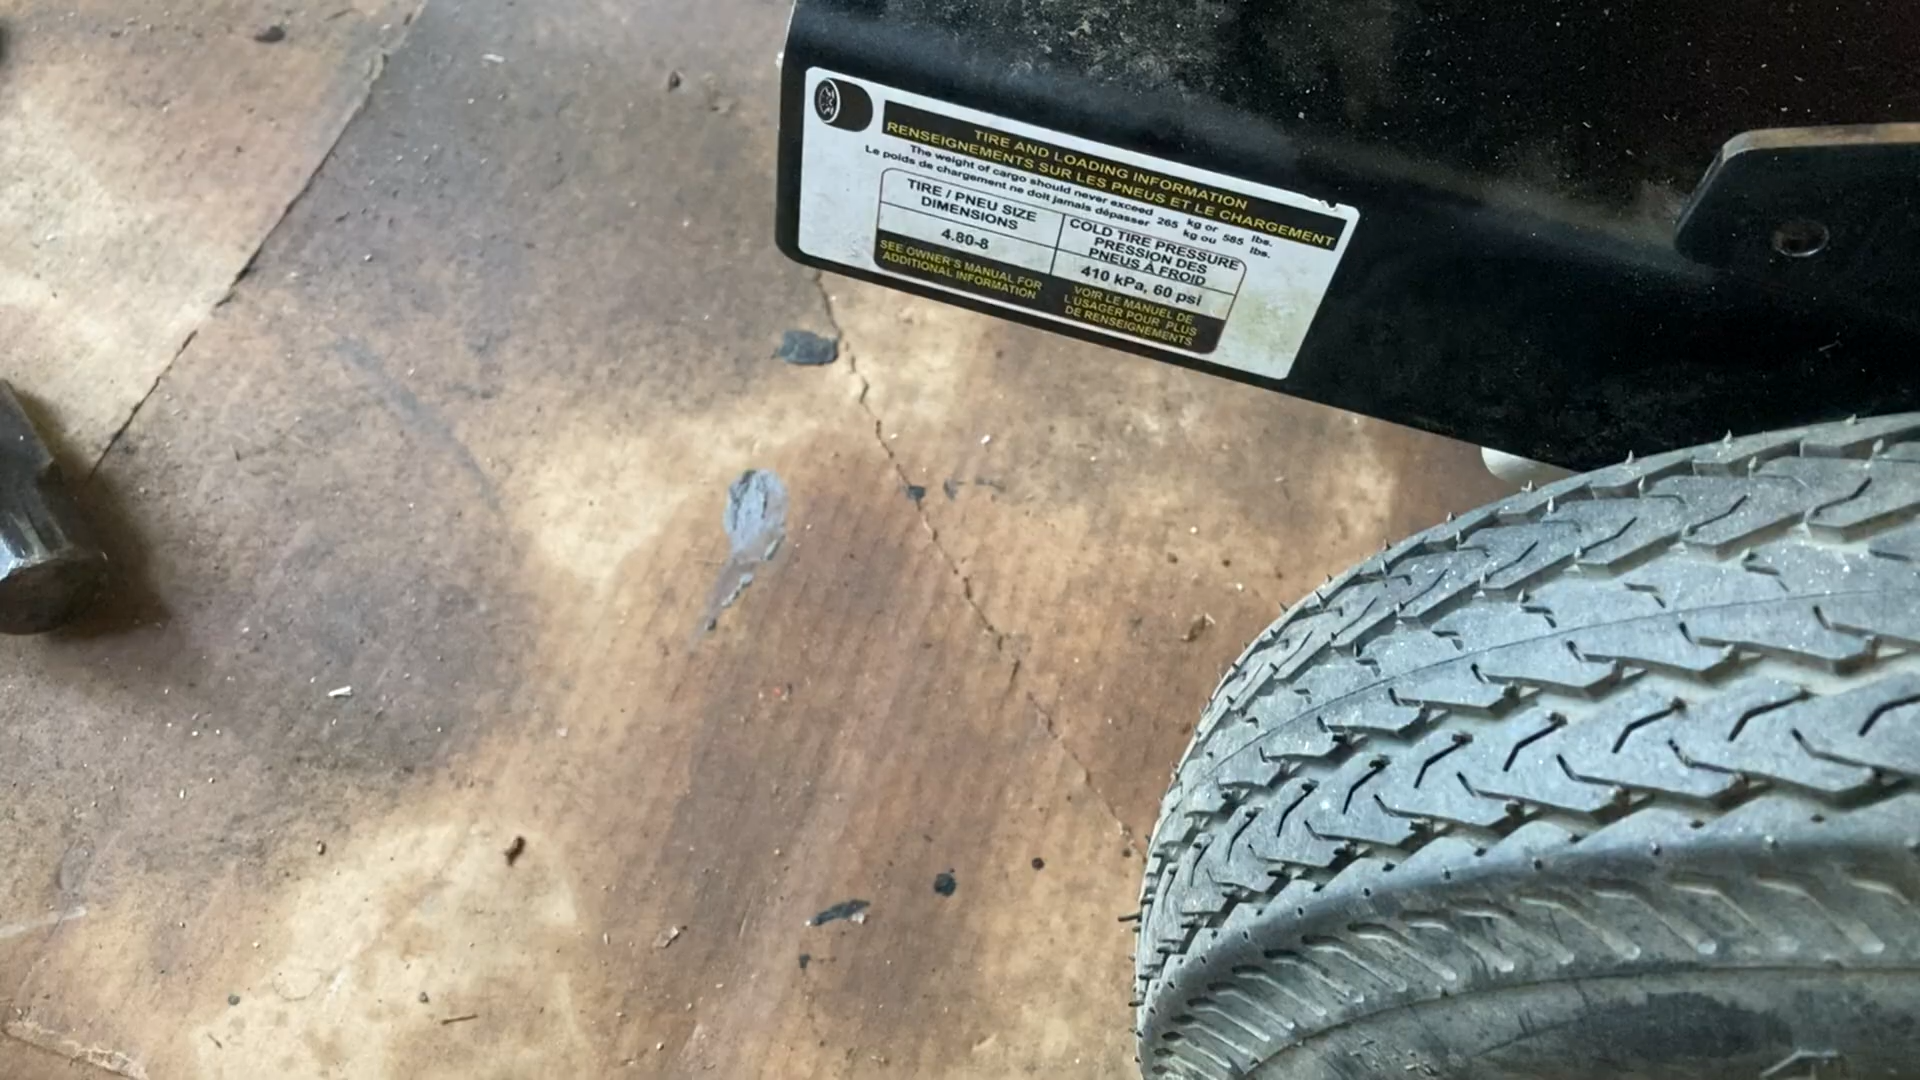 TIRE AND LOADING INFORMATION
RENSEIGNEMENTS SUR LES PNEUS ET LE CHARGEMENT
The weight of cargo should never exceed 265 kg or 585 lbs.
Le poids de chargement ne doit jamais dépasser 265 kg ou 585 lbs.
TIRE / PNEU SIZE
DIMENSIONS
COLD TIRE PRESSURE
PRESSION DES
PNEUS À FROID
4.80-8
410 kPa, 60 psi
SEE OWNER'S MANUAL FOR
ADDITIONAL INFORMATION
VOIR LE MANUEL DE
L'USAGER POUR PLUS
DE RENSEIGNEMENTS